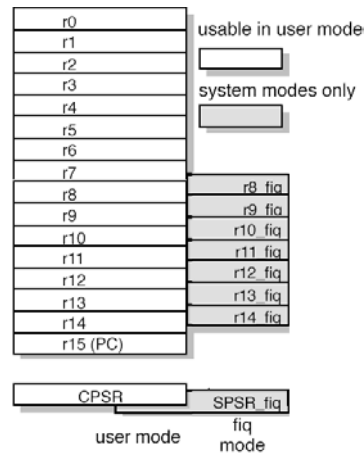 r0
usable in user mode
r1
r2
r3
system modes only
r4
r5
r6
r7
r8
r8_fiq
r9
r9_fiq
r10
r10_fiq
r11
r11_fiq
r12
r12_fiq
r13
r13_fiq
r14
r14_fiq
r15 (PC)
CPSR
SPSR_fiq
user mode
fiq
mode